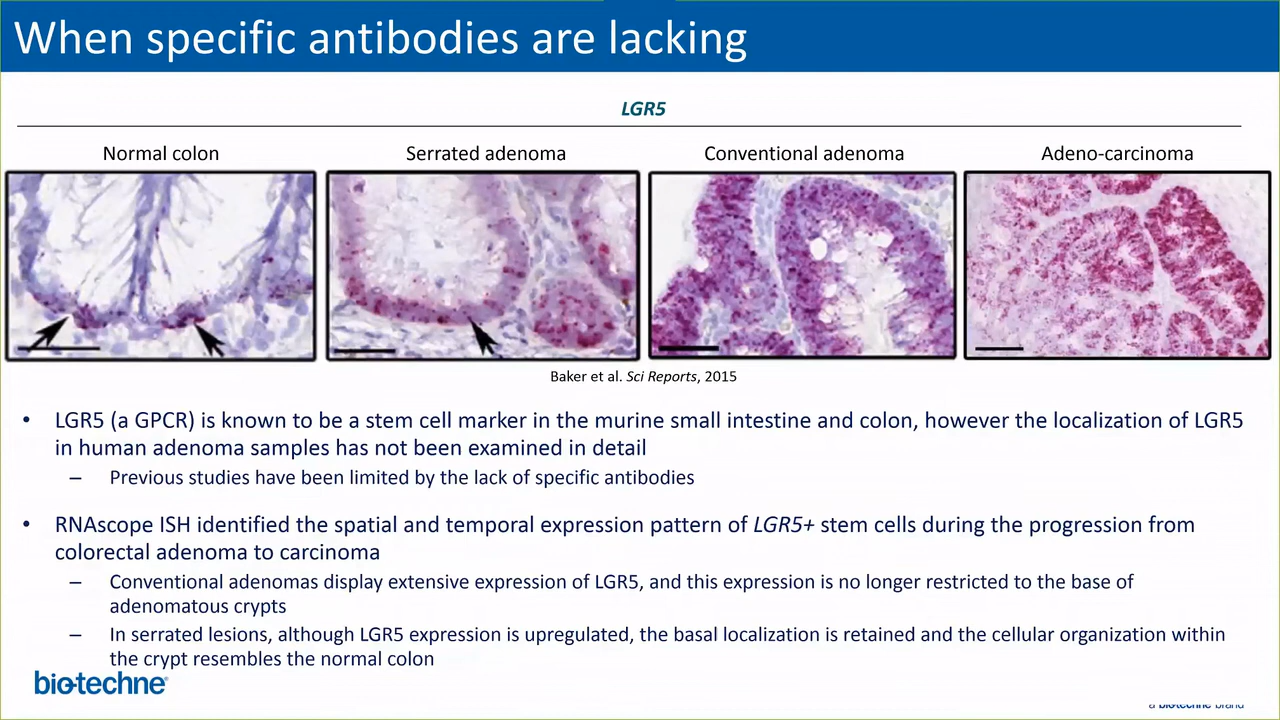 When specific antibodies are lacking
LGR5
Normal colon
Serrated adenoma
Conventional adenoma
Adeno-carcinoma
Baker et al. Sci Reports, 2015
• LGR5 (a GPCR) is known to be a stem cell marker in the murine small intestine and colon, however the localization of LGR5
in human adenoma samples has not been examined in detail
– Previous studies have been limited by the lack of specific antibodies
• RNAscope ISH identified the spatial and temporal expression pattern of LGR5+ stem cells during the progression from
colorectal adenoma to carcinoma
– Conventional adenomas display extensive expression of LGR5, and this expression is no longer restricted to the base of
adenomatous crypts
– In serrated lesions, although LGR5 expression is upregulated, the basal localization is retained and the cellular organization within
the crypt resembles the normal colon
bio-techne®
a bio-techne brand